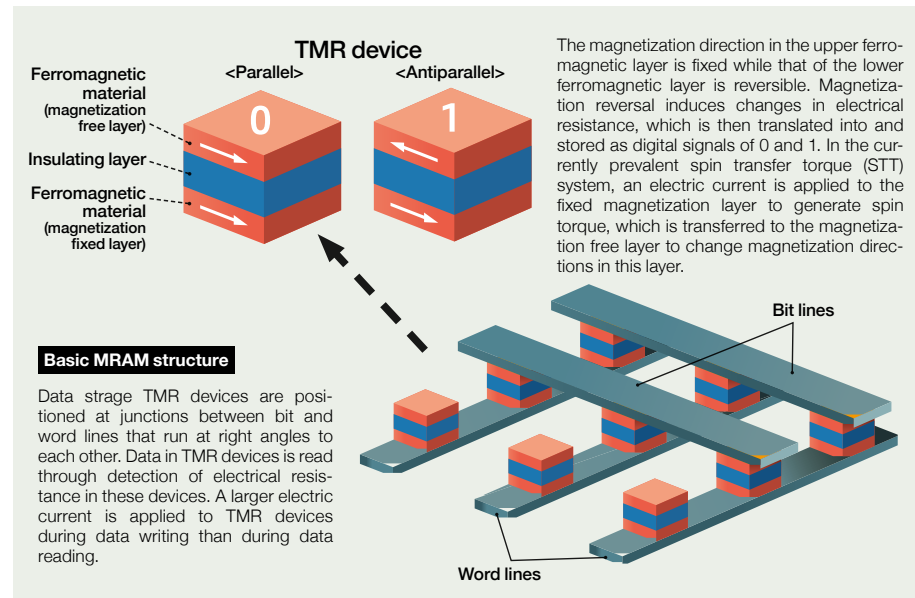 TMR device
<Parallel>
<Antiparallel>
Ferromagnetic
material
(magnetization
free layer)
Insulating layer
Ferromagnetic
material
(magnetization
fixed layer)
0
1
The magnetization direction in the upper ferro-
magnetic layer is fixed while that of the lower
ferromagnetic layer is reversible. Magnetiza-
tion reversal induces changes in electrical
resistance, which is then translated into and
stored as digital signals of 0 and 1. In the cur-
rently prevalent spin transfer torque (STT)
system, an electric current is applied to the
fixed magnetization layer to generate spin
torque, which is transferred to the magnetiza-
tion free layer to change magnetization direc-
tions in this layer.
Bit lines
Basic MRAM structure
Data strage TMR devices are posi-
tioned at junctions between bit and
word lines that run at right angles to
each other. Data in TMR devices is read
through detection of electrical resis-
tance in these devices. A larger electric
current is applied to TMR devices
during data writing than during data
reading.
Word lines